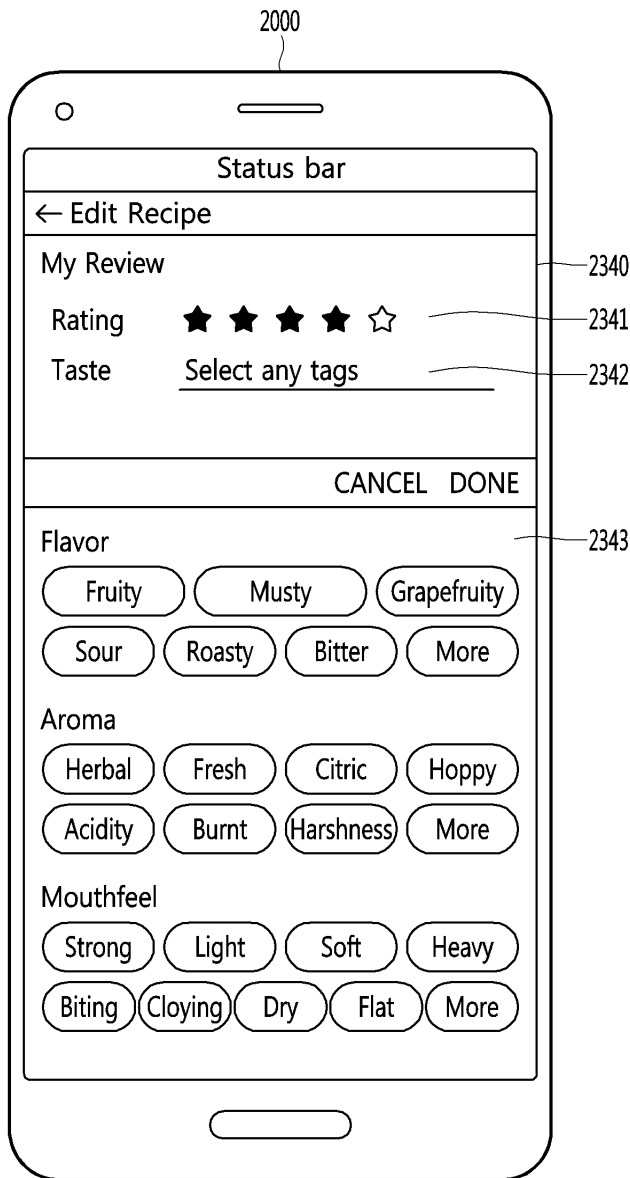 2000
Status bar
← Edit Recipe
My Review
2340
Rating ★ ★ ★ ★ ☆
2341
Taste Select any tags
2342
CANCEL DONE
Flavor
2343
Fruity Musty Grapefruity
Sour Roasty Bitter More
Aroma
Herbal Fresh Citric Hoppy
Acidity Burnt Harshness More
Mouthfeel
Strong Light Soft Heavy
Biting Cloying Dry Flat More